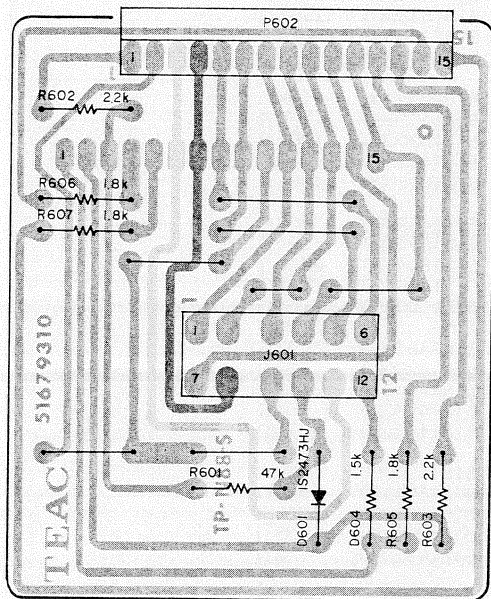 P602
15
1
15
R602 2.2k
1
15
R606 1.8k
R607 1.8k
1
1
6
J601
7
12
12
51679310
TEAC
R601 47k
1S2473HJ
D601
1.5k
D604
1.8k
R605
2.2k
R603